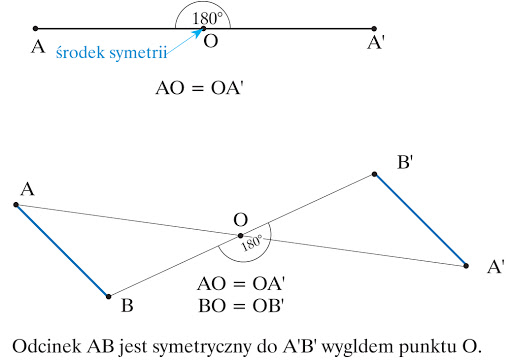 180°
A O A'
środek symetrii
AO = OA'
B'
A
O
180°
A'
AO = OA'
B
BO = OB'
Odcinek AB jest symetryczny do A'B' wygldem punktu O.